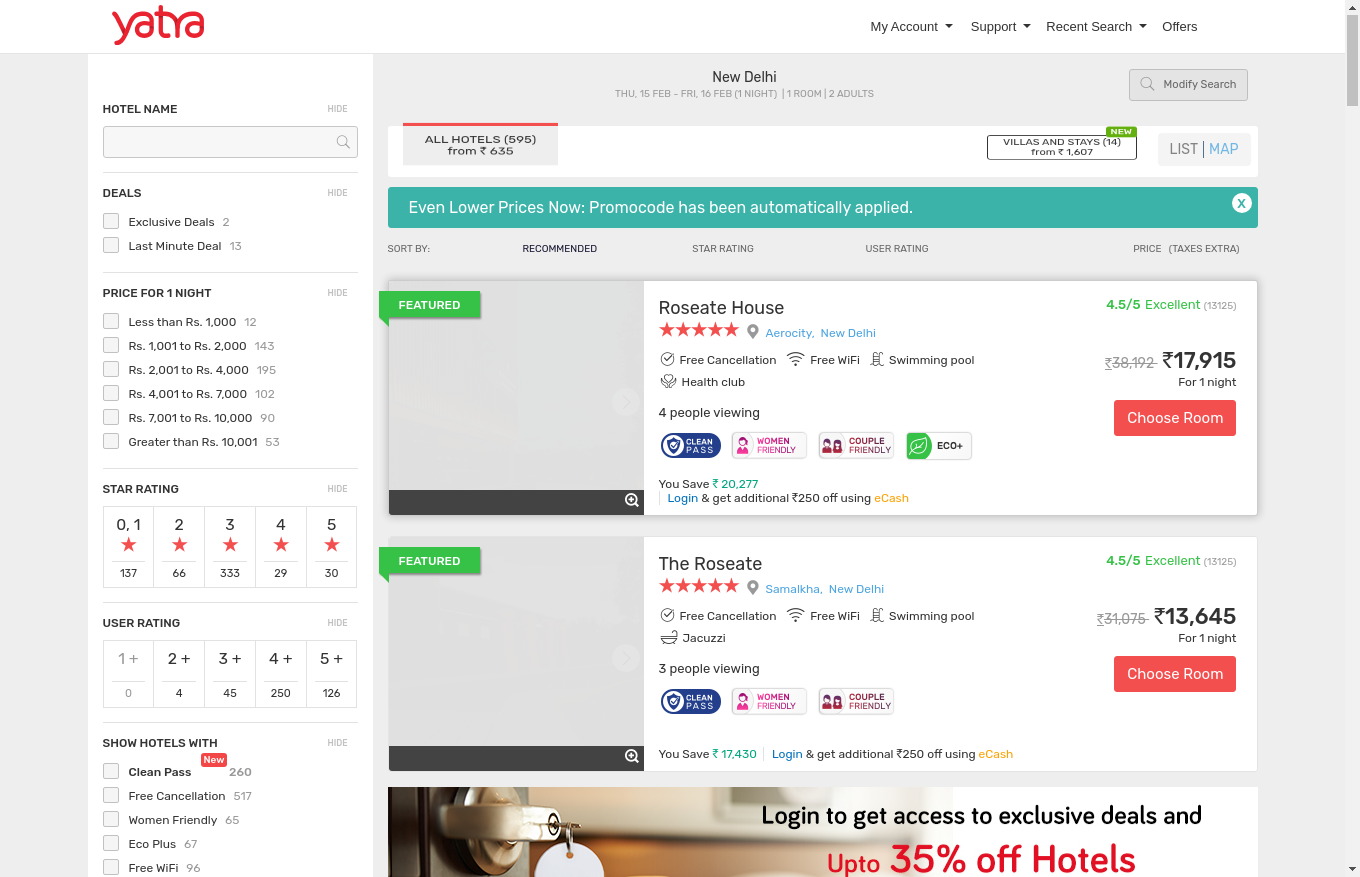 yatra
My Account
Support
Recent Search
Offers
New Delhi
THU, 15 FEB - FRI, 16 FEB (1 NIGHT) | 1 ROOM | 2 ADULTS
Modify Search
HOTEL NAME
HIDE
DEALS
HIDE
Exclusive Deals 2
Last Minute Deal 13
PRICE FOR 1 NIGHT
HIDE
Less than Rs. 1,000 12
Rs. 1,001 to Rs. 2,000 143
Rs. 2,001 to Rs. 4,000 195
Rs. 4,001 to Rs. 7,000 102
Rs. 7,001 to Rs. 10,000 90
Greater than Rs. 10,001 53
STAR RATING
HIDE
0, 1 2 3 4 5
137 66 333 29 30
USER RATING
HIDE
1 + 2 + 3 + 4 + 5 +
0 4 45 250 126
SHOW HOTELS WITH
HIDE
New
Clean Pass 260
Free Cancellation 517
Women Friendly 65
Eco Plus 67
Free WiFi 96
ALL HOTELS (595)
from ₹ 635
NEW
VILLAS AND STAYS (14)
from ₹ 1,607
LIST | MAP
Even Lower Prices Now: Promocode has been automatically applied.
X
SORT BY:
RECOMMENDED
STAR RATING
USER RATING
PRICE (TAXES EXTRA)
FEATURED
Roseate House
4.5/5 Excellent (13125)
Aerocity, New Delhi
Free Cancellation Free WiFi Swimming pool
Health club
₹38,192 ₹17,915
For 1 night
4 people viewing
Choose Room
CLEAN
PASS
WOMEN
FRIENDLY
COUPLE
FRIENDLY
ECO+
You Save ₹ 20,277
Login & get additional ₹250 off using eCash
FEATURED
The Roseate
4.5/5 Excellent (13125)
Samalkha, New Delhi
Free Cancellation Free WiFi Swimming pool
Jacuzzi
₹31,075 ₹13,645
For 1 night
3 people viewing
Choose Room
CLEAN
PASS
WOMEN
FRIENDLY
COUPLE
FRIENDLY
You Save ₹ 17,430 Login & get additional ₹250 off using eCash
Login to get access to exclusive deals and
Upto 35% off Hotels